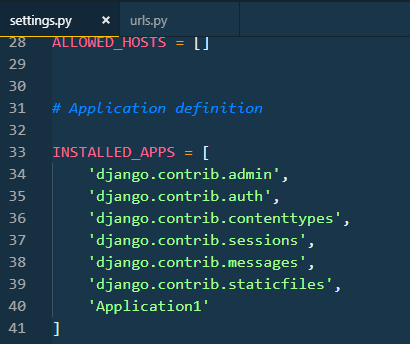 settings.py × urls.py
28 ALLOWED_HOSTS = []
29
30
31 # Application definition
32
33 INSTALLED_APPS = [
34 'django.contrib.admin',
35 'django.contrib.auth',
36 'django.contrib.contenttypes',
37 'django.contrib.sessions',
38 'django.contrib.messages',
39 'django.contrib.staticfiles',
40 'Application1'
41 ]